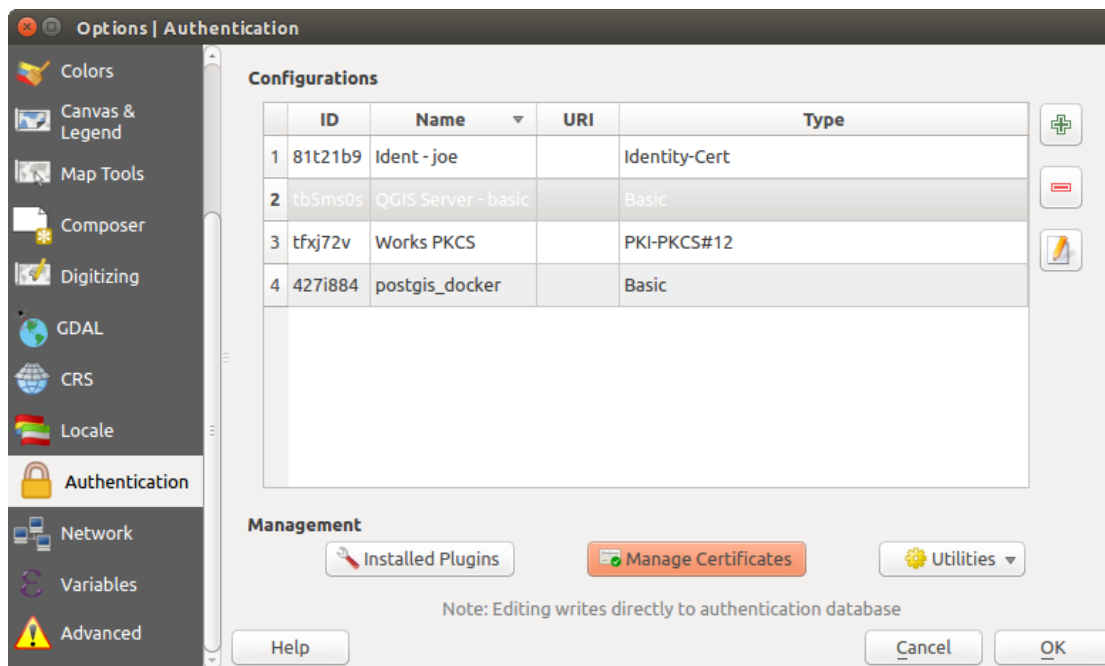 Options | Authentication
Colors
Canvas &
Legend
Map Tools
Composer
Digitizing
GDAL
CRS
Locale
Authentication
Network
Variables
Advanced
Configurations
ID Name URI Type
1 81t21b9 Ident - joe Identity-Cert
2 tb5ms0s QGIS Server - basic Basic
3 tfxj72v Works PKCS PKI-PKCS#12
4 427i884 postgis_docker Basic
Management
Installed Plugins Manage Certificates Utilities
Note: Editing writes directly to authentication database
Help Cancel OK